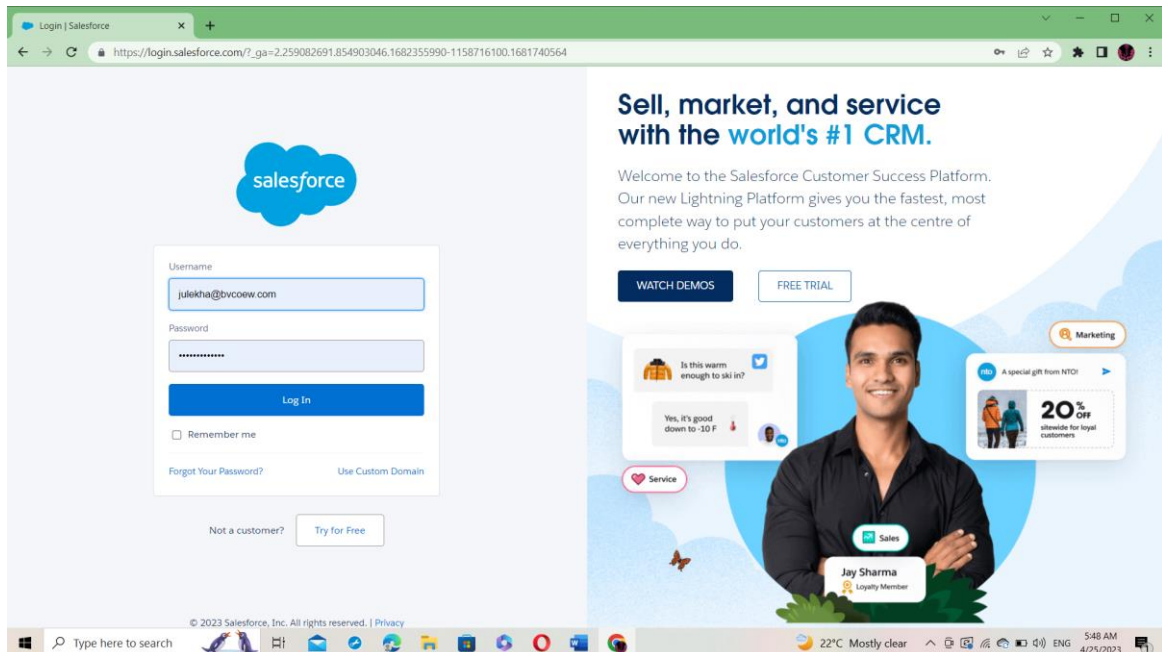 Login | Salesforce
https://login.salesforce.com/?_ga=2.259082691.854903046.1682355990-1158716100.1681740564
salesforce
Username
julekha@bvcoew.com
Password
•••••••••••••
Log In
Remember me
Forgot Your Password?
Use Custom Domain
Not a customer?
Try for Free
© 2023 Salesforce, Inc. All rights reserved. | Privacy
Sell, market, and service
with the world's #1 CRM.
Welcome to the Salesforce Customer Success Platform.
Our new Lightning Platform gives you the fastest, most
complete way to put your customers at the centre of
everything you do.
WATCH DEMOS
FREE TRIAL
Is this warm
enough to ski in?
Yes, it's good
down to -10 F
nto
Service
Marketing
nto
A special gift from NTO!
20% OFF
sitewide for loyal
customers
Sales
Jay Sharma
Loyalty Member
Type here to search
22°C Mostly clear
ENG
5:48 AM
4/25/2023